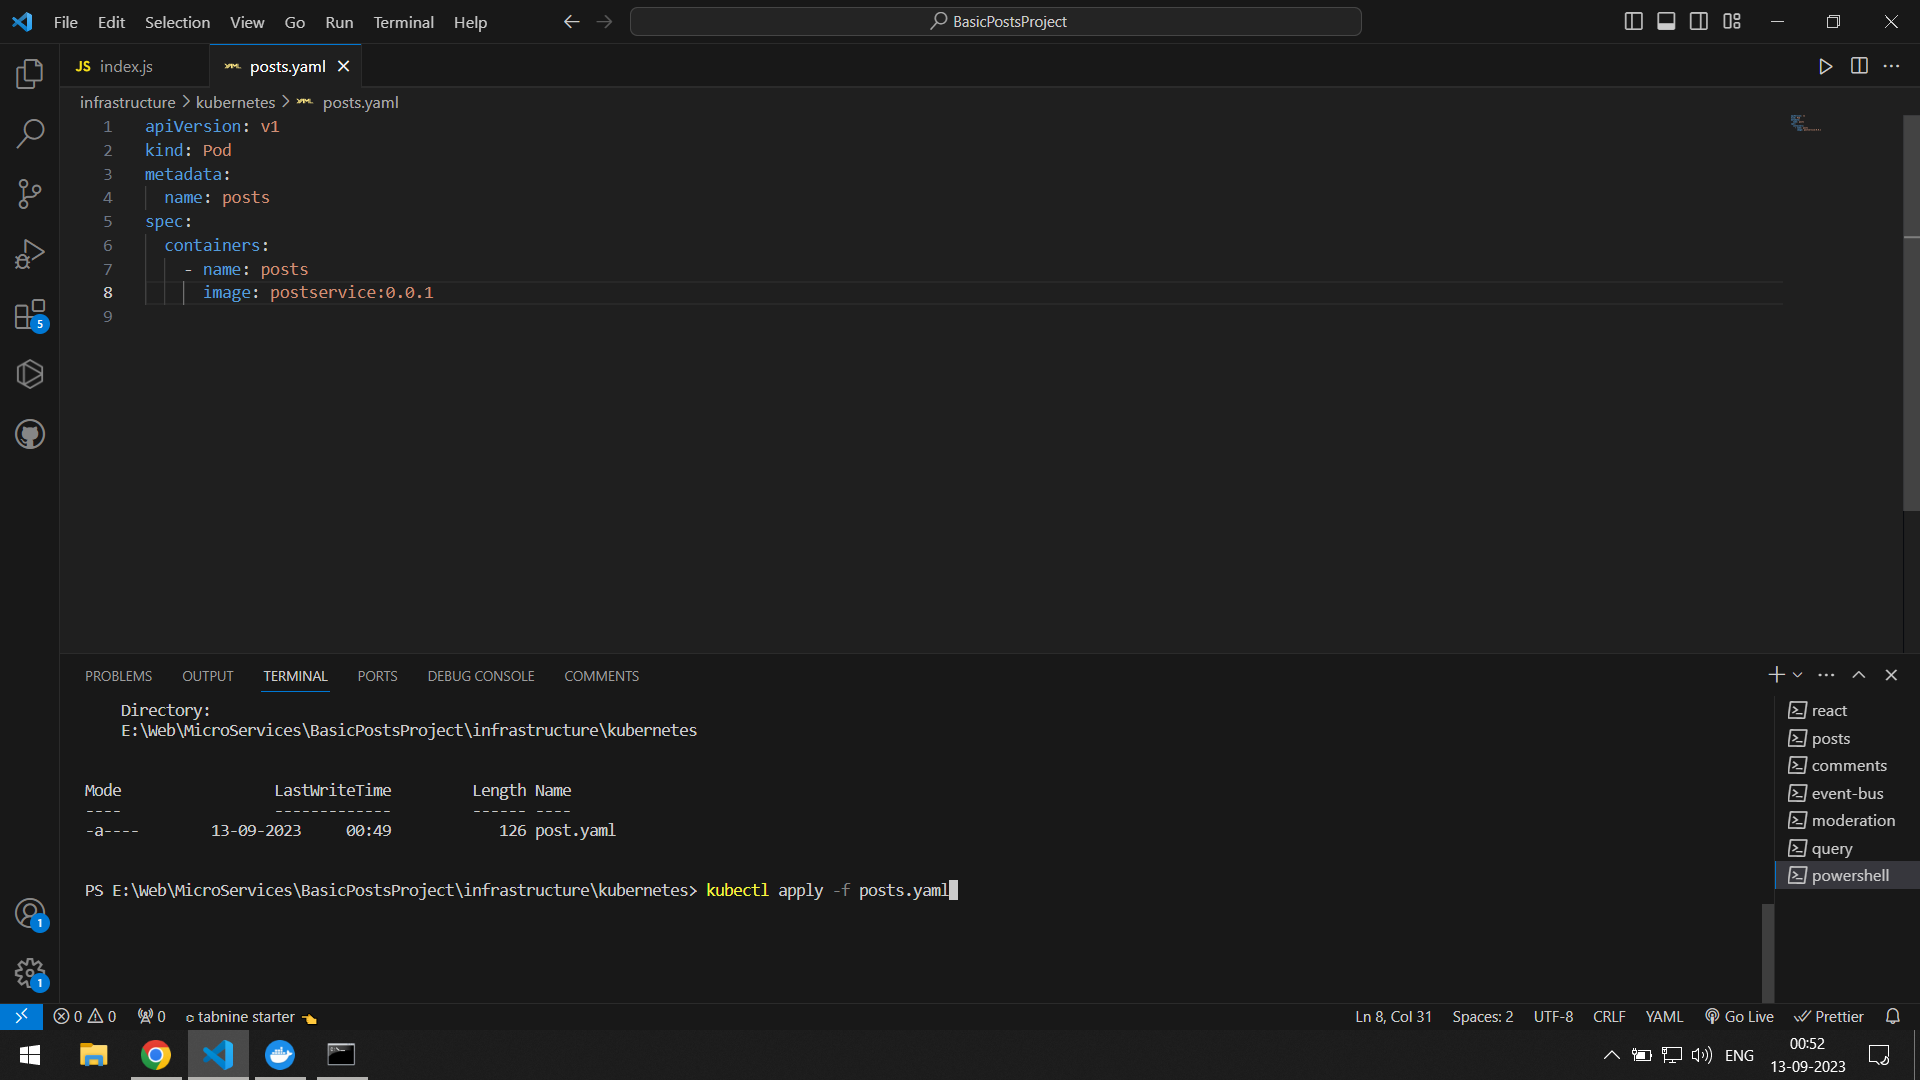 File Edit Selection View Go Run Terminal Help
BasicPostsProject
JS index.js
posts.yaml
infrastructure > kubernetes > posts.yaml
1 apiVersion: v1
2 kind: Pod
3 metadata:
4 name: posts
5 spec:
6 containers:
7 - name: posts
8 image: postservice:0.0.1
9
5
PROBLEMS OUTPUT TERMINAL PORTS DEBUG CONSOLE COMMENTS
Directory:
E:\Web\MicroServices\BasicPostsProject\infrastructure\kubernetes
Mode LastWriteTime Length Name
---- ------------- ------ ----
-a---- 13-09-2023 00:49 126 post.yaml
PS E:\Web\MicroServices\BasicPostsProject\infrastructure\kubernetes> kubectl apply -f posts.yaml
react
posts
comments
event-bus
moderation
query
powershell
1
1
0 0 0 tabnine starter
Ln 8, Col 31 Spaces: 2 UTF-8 CRLF YAML Go Live Prettier
ENG
00:52
13-09-2023